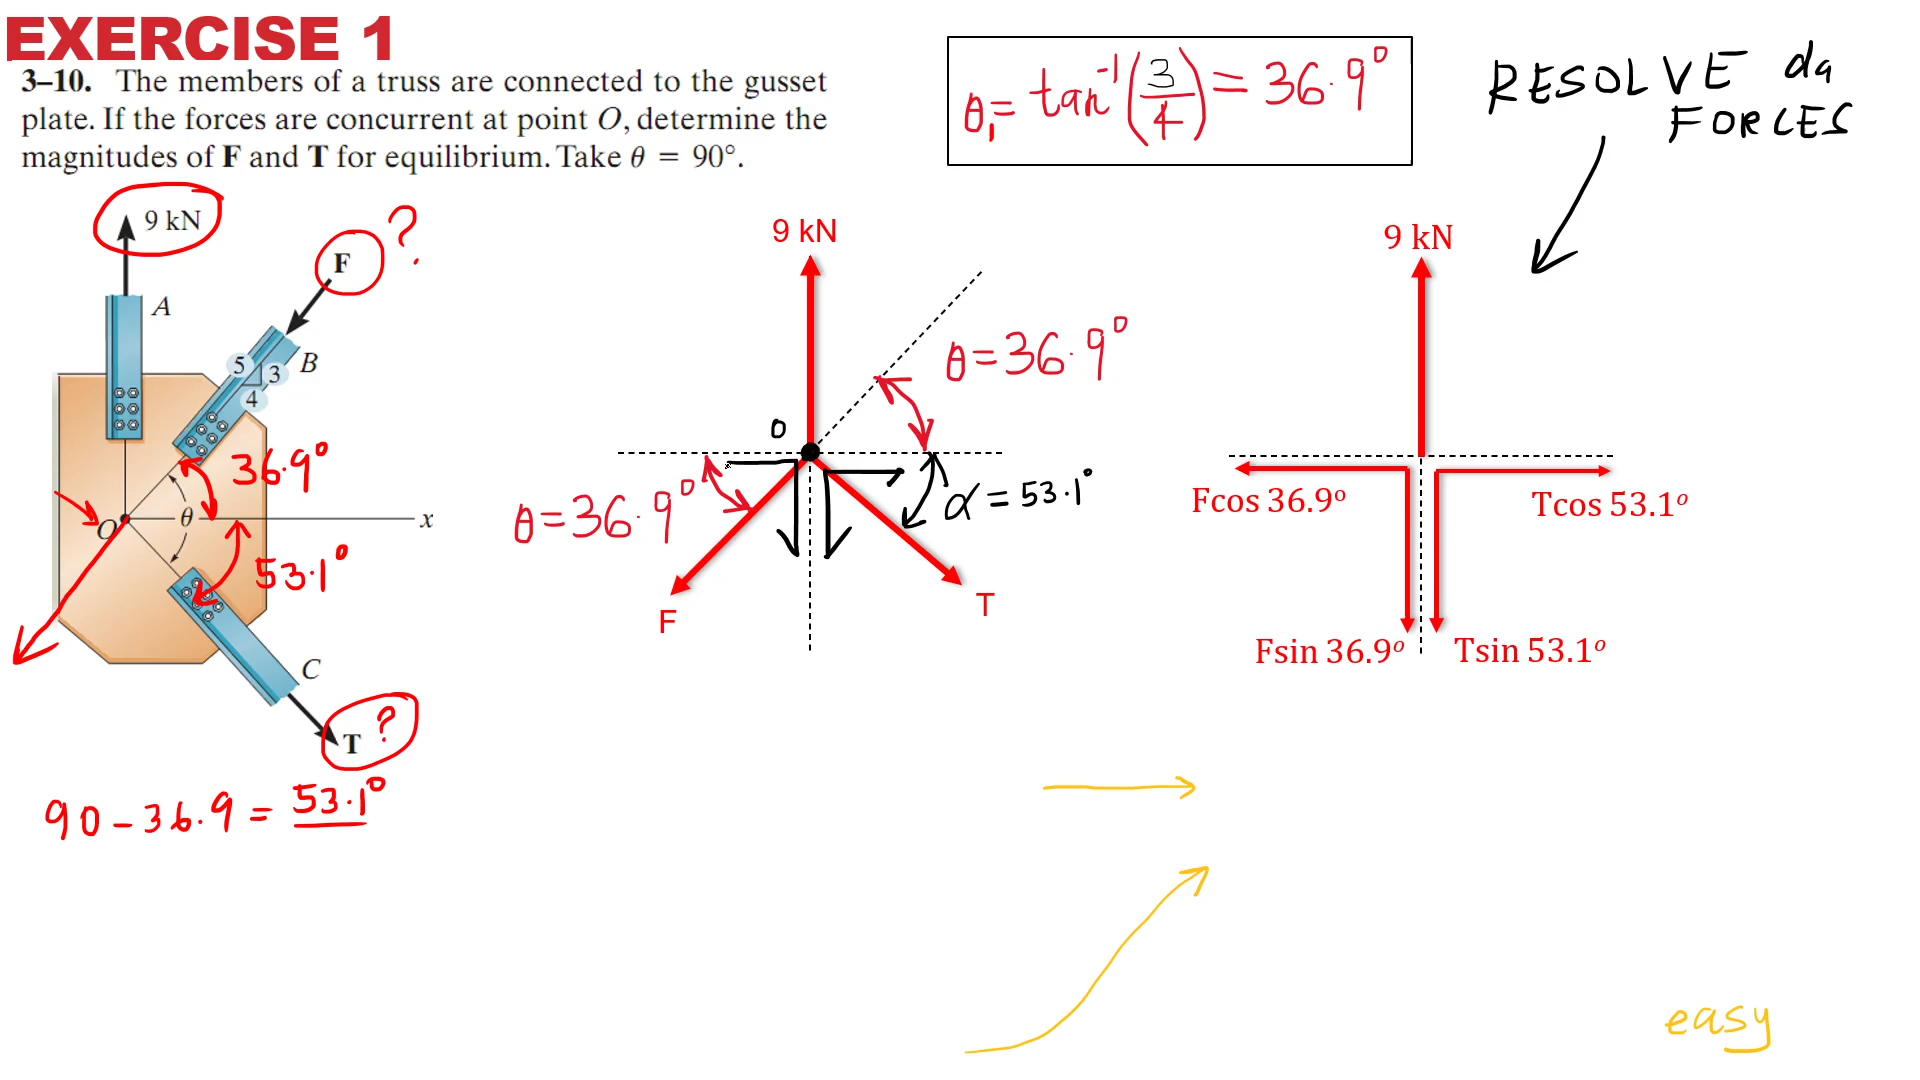 EXERCISE 1
3–10. The members of a truss are connected to the gusset
plate. If the forces are concurrent at point O, determine the
magnitudes of F and T for equilibrium. Take θ = 90°.
θ₁= tan⁻¹(3/4) = 36.9°
RESOLVE da
FORCES
9 kN
F
?
A
B
5
3
4
36.9°
O
θ
x
53.1°
C
T
?
90 – 36.9 = 53.1°
9 kN
θ=36.9°
O
θ=36.9°
α = 53.1°
F
T
9 kN
Fcos 36.9°
Tcos 53.1°
Fsin 36.9°
Tsin 53.1°
easy